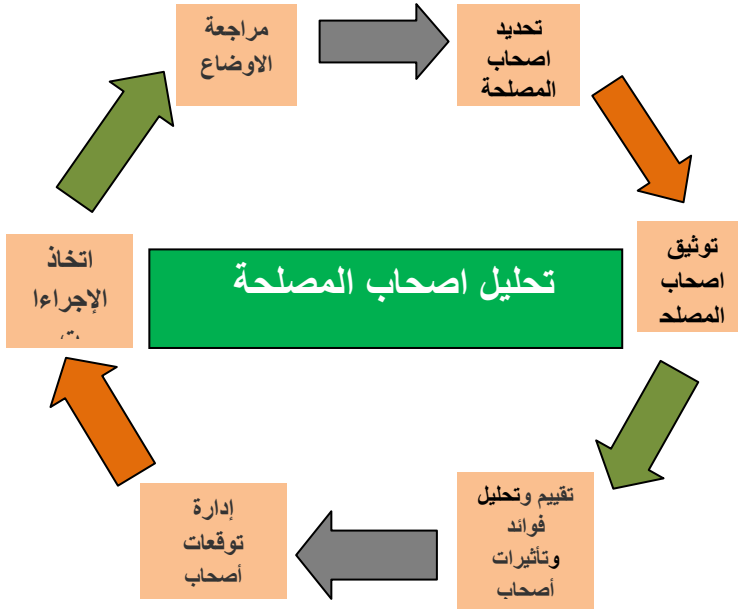 مراجعة
الاوضاع
تحديد
اصحاب
المصلحة
توثيق
اصحاب
المصلح
تقييم وتحليل
فوائد
وتأثيرات
أصحاب
إدارة
توقعات
أصحاب
اتخاذ
الإجراءا
تحليل اصحاب المصلحة